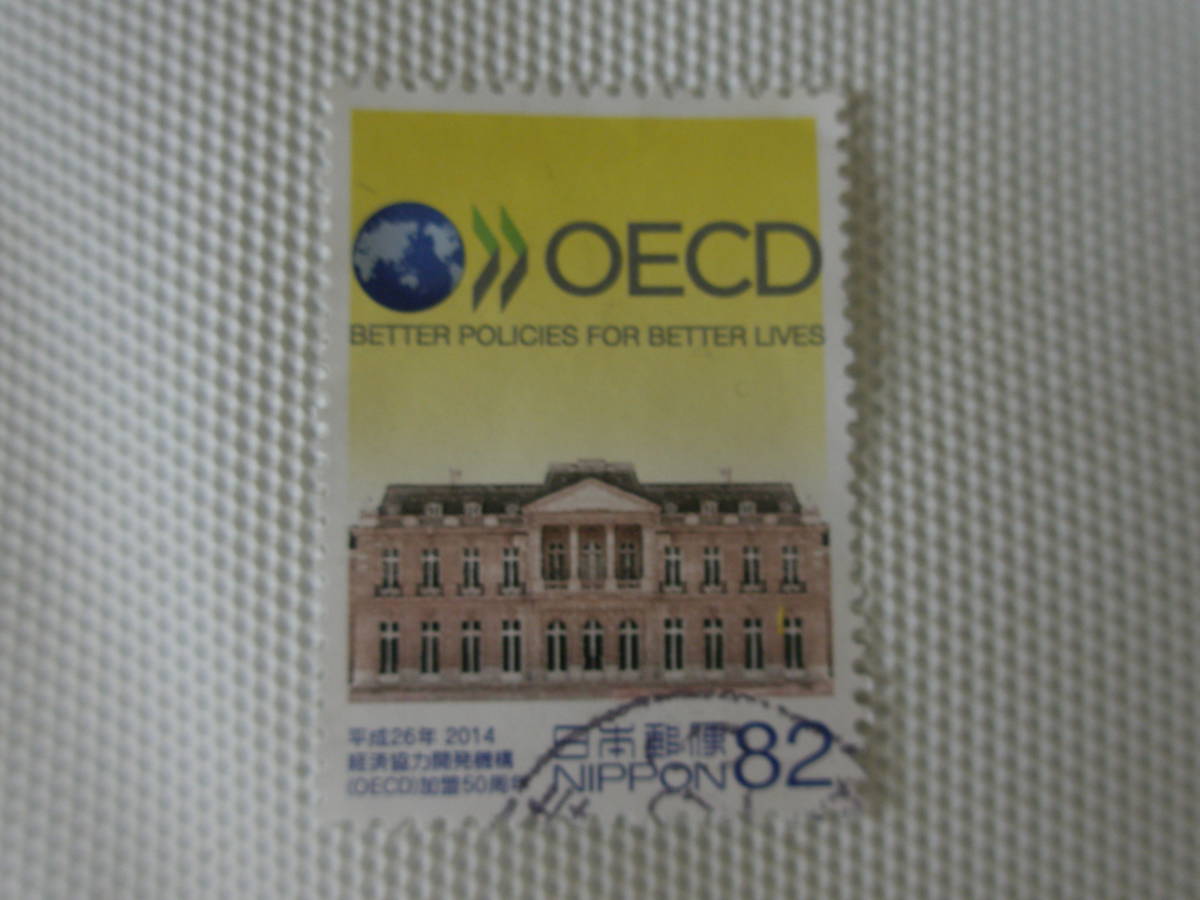 OECD
BETTER POLICIES FOR BETTER LIVES
平成26年 2014
経済協力開発機構
(OECD)加盟50周年
日本郵便
NIPPON 82